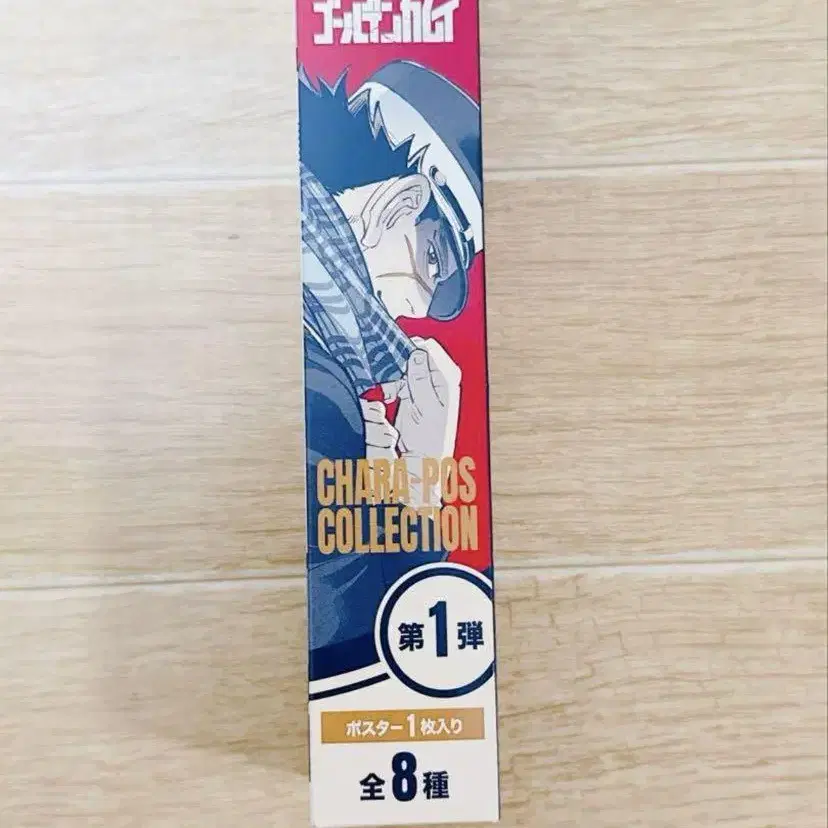 ゴールデンカムイ
CHARA-POS
COLLECTION
第1弾
ポスター1枚入り
全8種